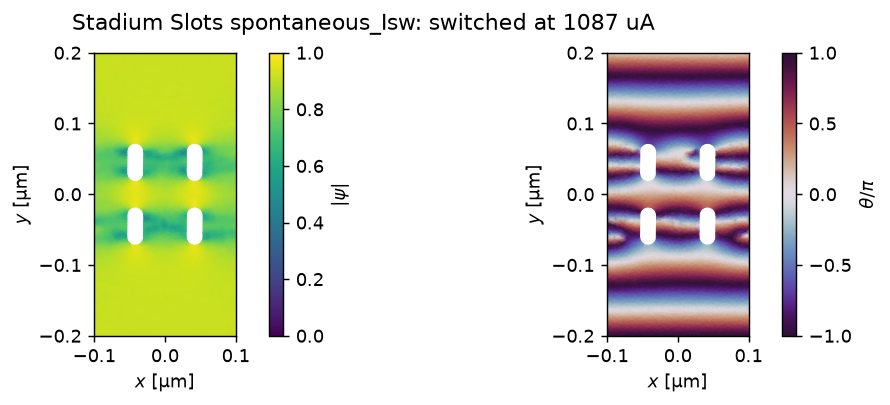 Stadium Slots spontaneous_Isw: switched at 1087 uA
0.2
0.1
0.0
−0.1
−0.2
y [μm]
−0.1 0.0 0.1
x [μm]
1.0
0.8
0.6
0.4
0.2
0.0
|ψ|
0.2
0.1
0.0
−0.1
−0.2
y [μm]
−0.1 0.0 0.1
x [μm]
1.0
0.5
0.0
−0.5
−1.0
θ/π